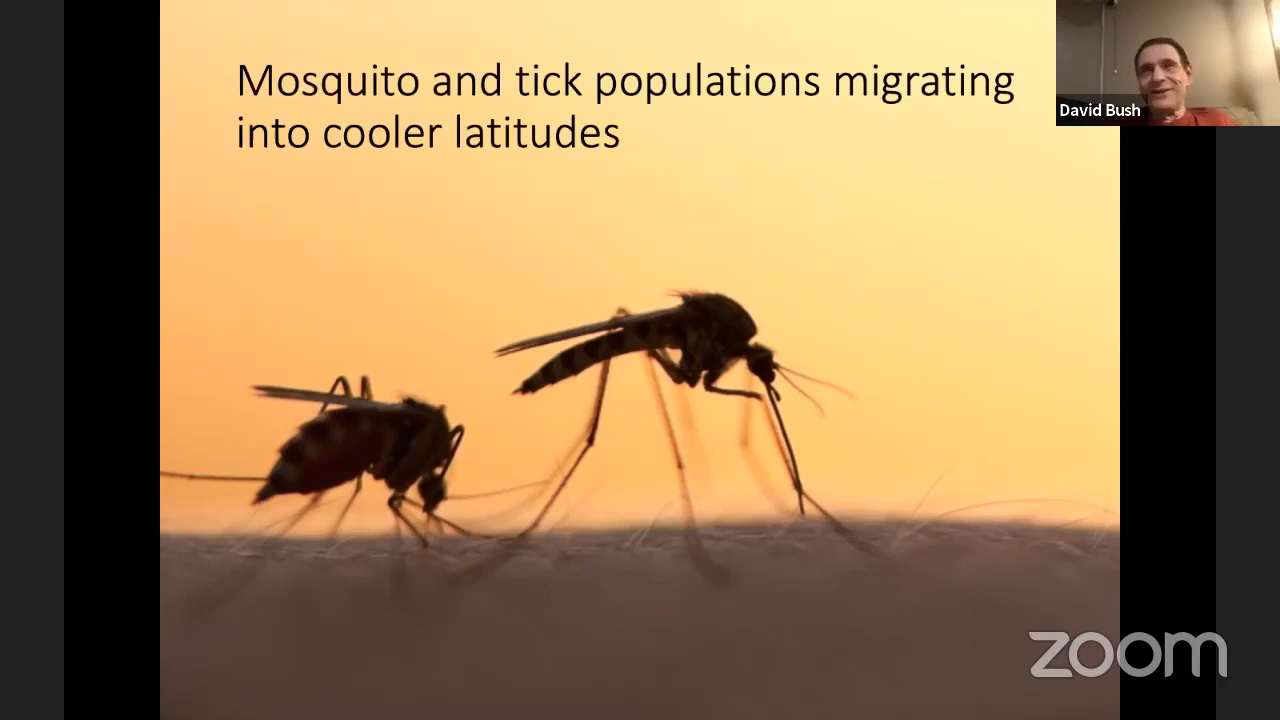 Mosquito and tick populations migrating
into cooler latitudes
David Bush
zoom